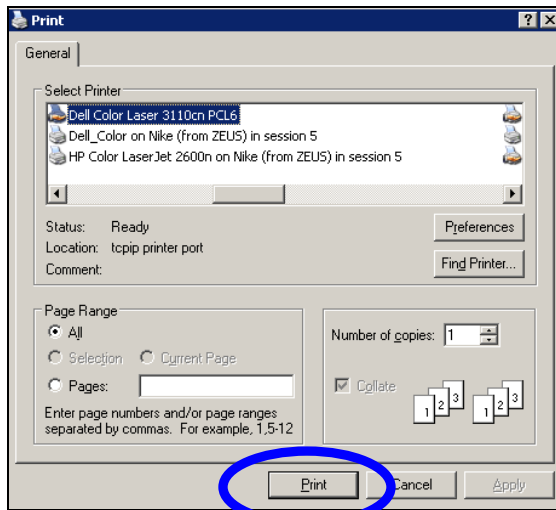 Print
General
Select Printer
Dell Color Laser 3110cn PCL6
Dell_Color on Nike (from ZEUS) in session 5
HP Color LaserJet 2600n on Nike (from ZEUS) in session 5
Status: Ready
Preferences
Location: tcpip printer port
Comment:
Find Printer...
Page Range
All
Number of copies: 1
Selection Current Page
Pages:
Collate
1 2 3 1 2 3
Enter page numbers and/or page ranges
separated by commas. For example, 1,5-12
Print Cancel Apply